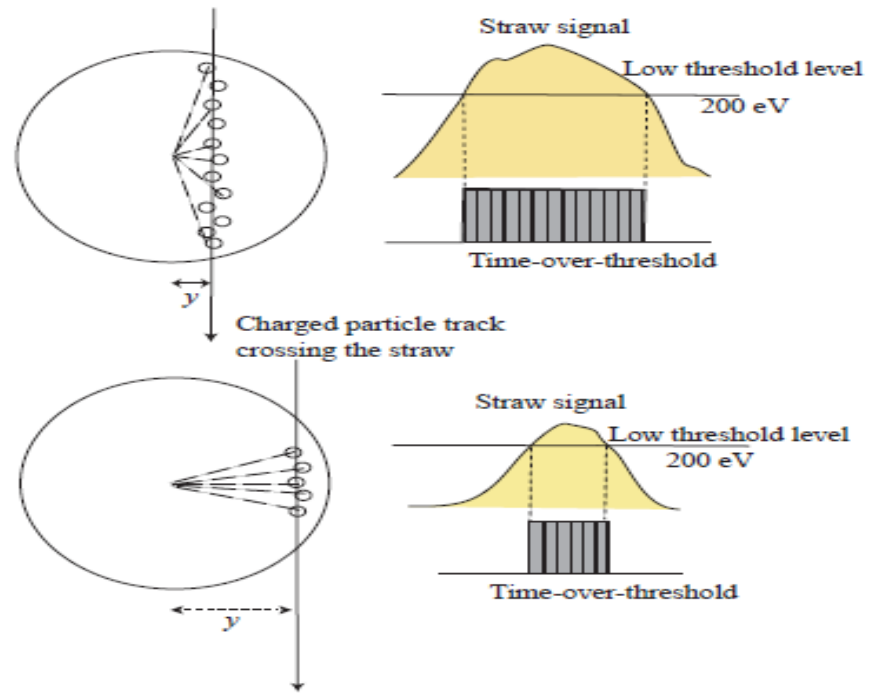 Straw signal
Low threshold level
200 eV
Time-over-threshold
y
Charged particle track
crossing the straw
Straw signal
Low threshold level
200 eV
Time-over-threshold
y